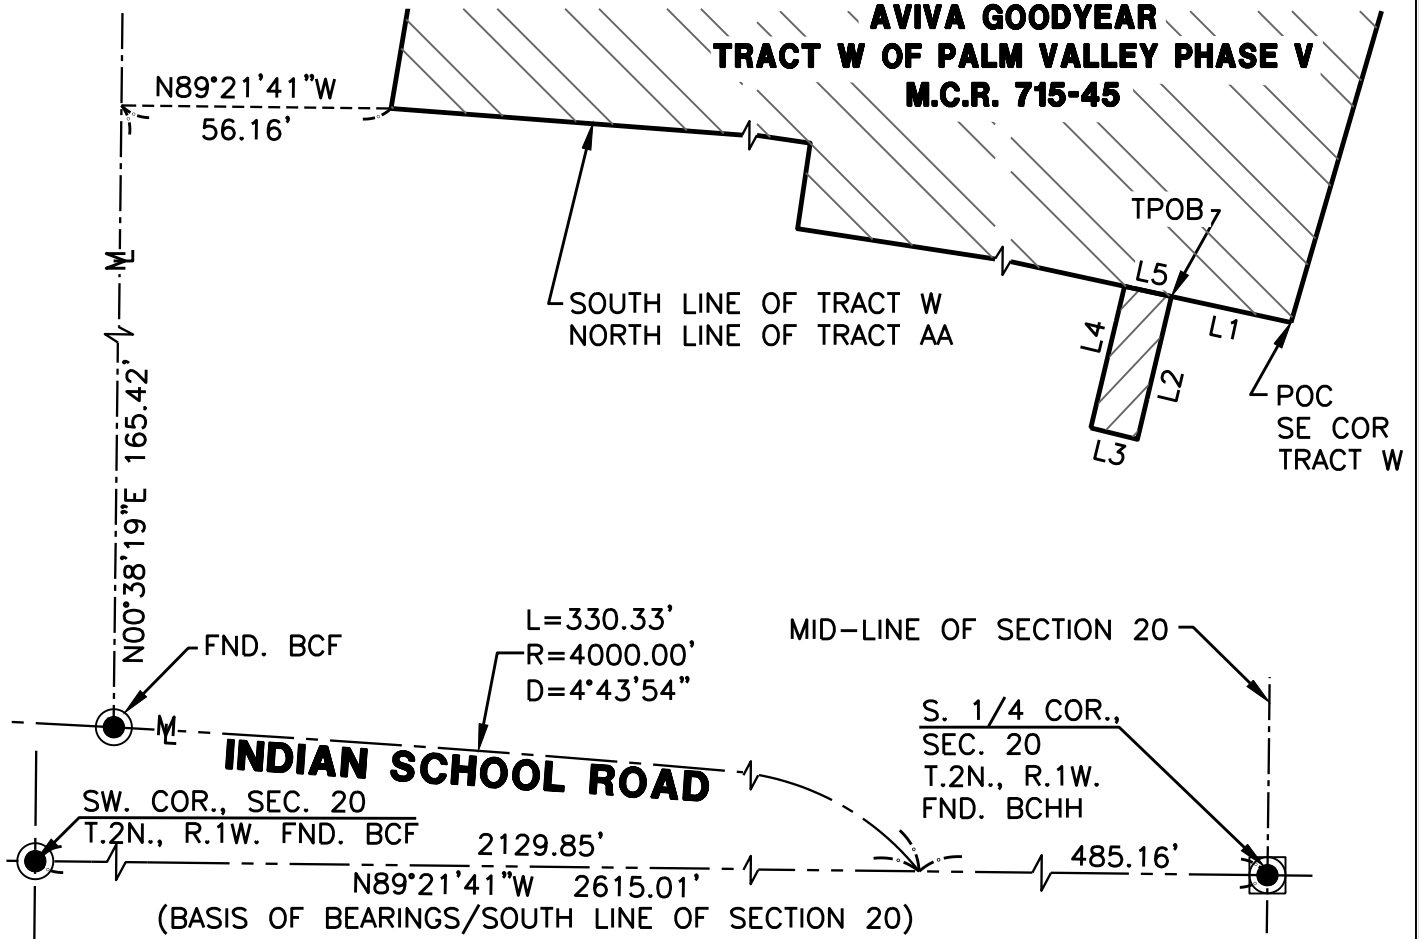 AVIVA GOODYEAR
TRACT W OF PALM VALLEY PHASE V
M.C.R. 715-45
N89°21'41"W
56.16'
TPOB
L5
L1
L4
L2
L3
SOUTH LINE OF TRACT W
NORTH LINE OF TRACT AA
POC
SE COR
TRACT W
ML
N00°38'19"E 165.42'
FND. BCF
L=330.33'
R=4000.00'
D=4°43'54"
MID-LINE OF SECTION 20
ML
INDIAN SCHOOL ROAD
S. 1/4 COR.,
SEC. 20
T.2N., R.1W.
FND. BCHH
SW. COR., SEC. 20
T.2N., R.1W. FND. BCF
2129.85'
485.16'
N89°21'41"W 2615.01'
(BASIS OF BEARINGS/SOUTH LINE OF SECTION 20)